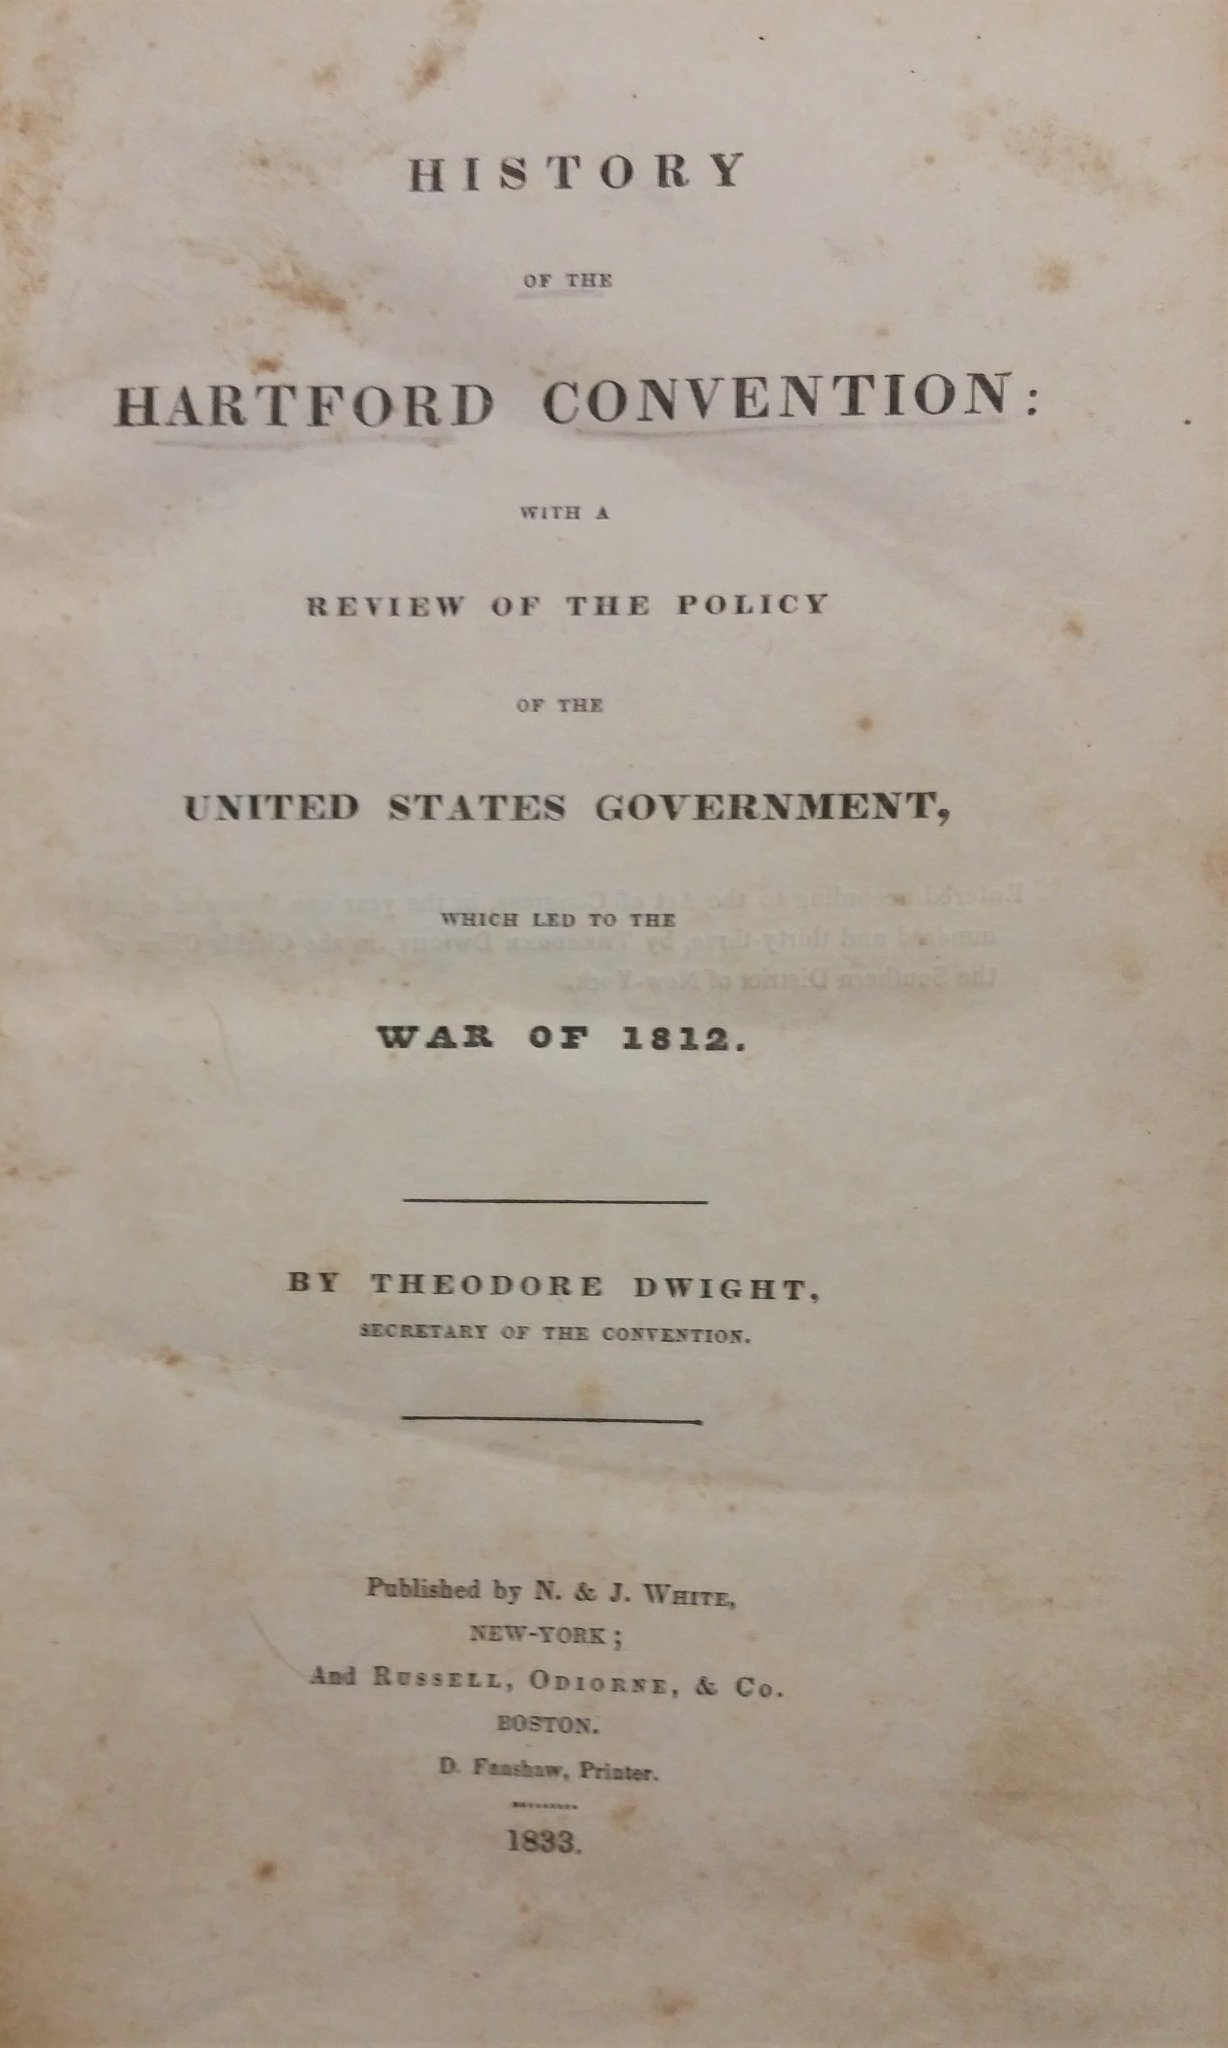 HISTORY
OF THE
HARTFORD CONVENTION:
WITH A
REVIEW OF THE POLICY
OF THE
UNITED STATES GOVERNMENT,
WHICH LED TO THE
WAR OF 1812.
BY THEODORE DWIGHT,
SECRETARY OF THE CONVENTION.
Published by N. & J. WHITE,
NEW-YORK;
And RUSSELL, ODIORNE, & Co.
BOSTON.
D. Fanshaw, Printer.
1833.